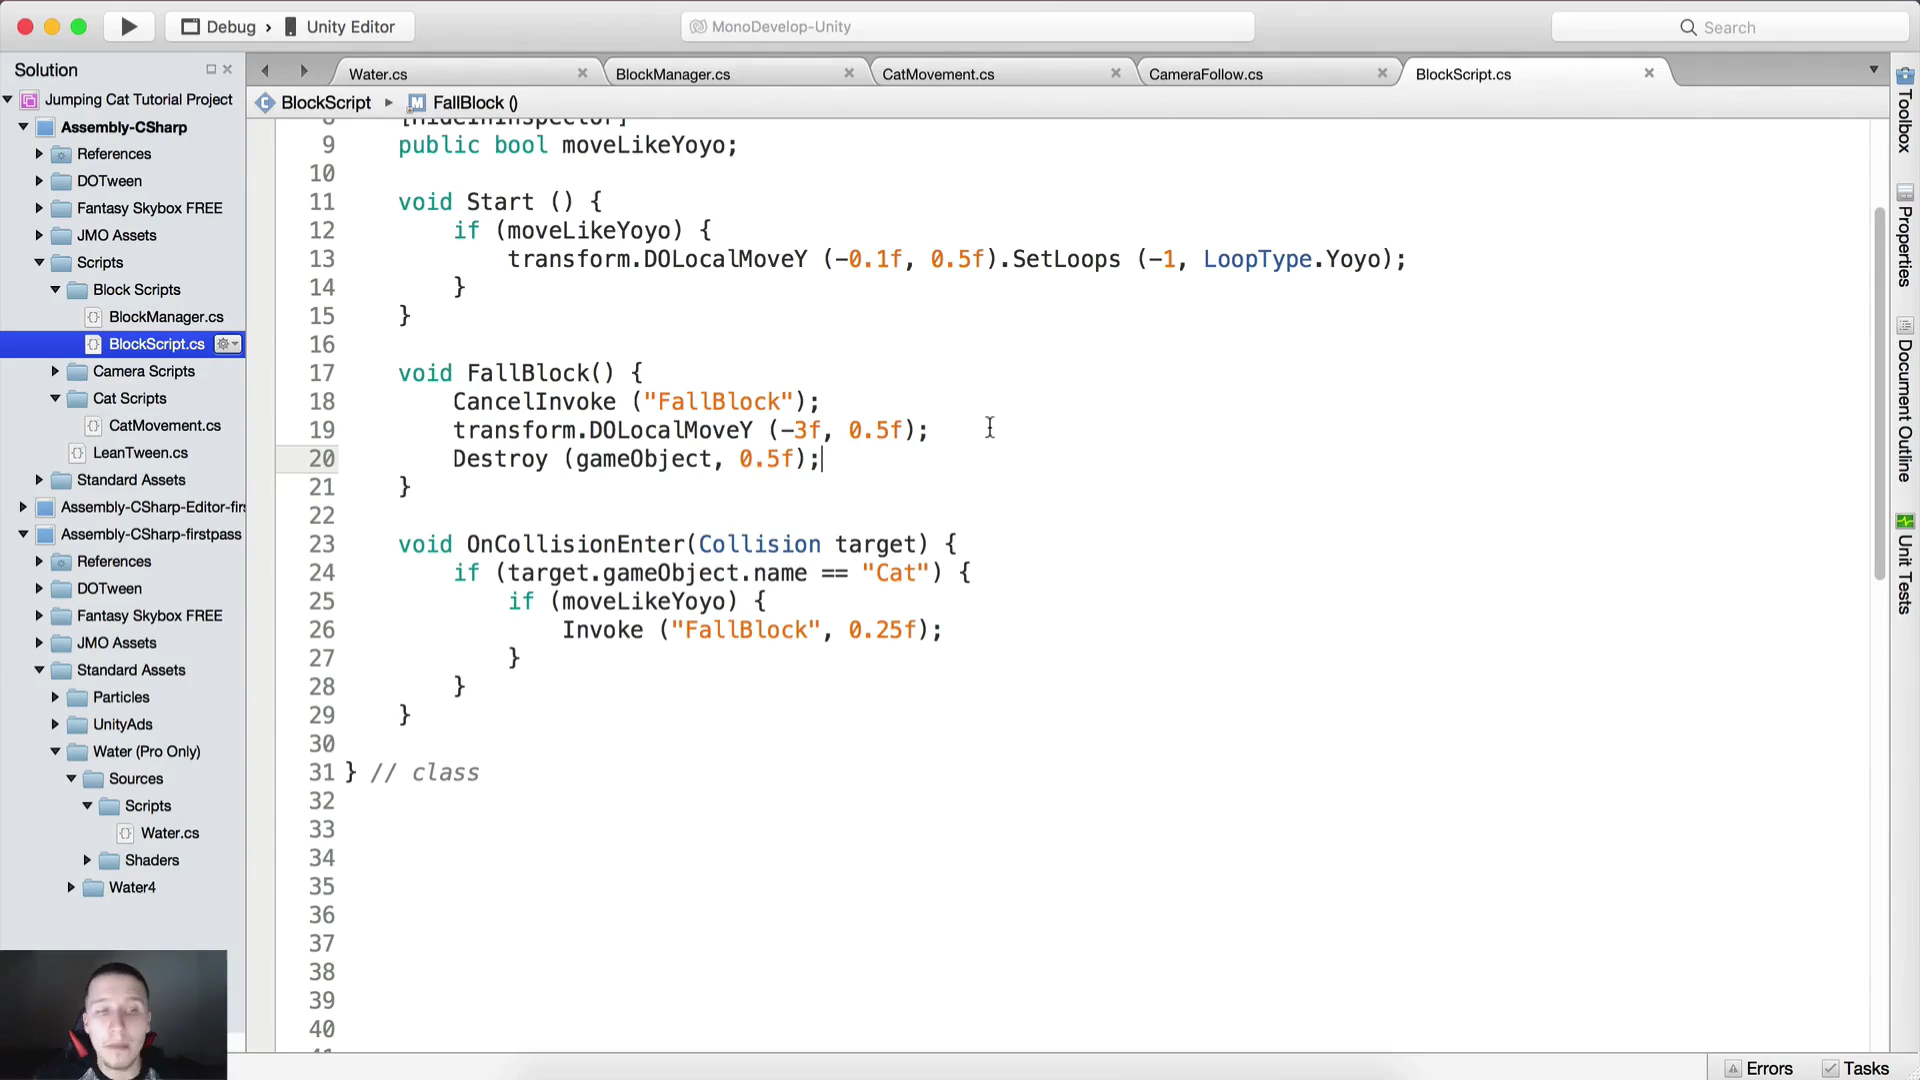 Debug › Unity Editor
MonoDevelop-Unity
Search
Solution
Jumping Cat Tutorial Project
Assembly-CSharp
References
DOTween
Fantasy Skybox FREE
JMO Assets
Scripts
Block Scripts
BlockManager.cs
BlockScript.cs
Camera Scripts
Cat Scripts
CatMovement.cs
LeanTween.cs
Standard Assets
Assembly-CSharp-Editor-fir
Assembly-CSharp-firstpass
References
DOTween
Fantasy Skybox FREE
JMO Assets
Standard Assets
Particles
UnityAds
Water (Pro Only)
Sources
Scripts
Water.cs
Shaders
Water4
Water.cs
BlockManager.cs
CatMovement.cs
CameraFollow.cs
BlockScript.cs
BlockScript ▸ FallBlock ()
8 [HideInInspector]
9 public bool moveLikeYoyo;
10
11 void Start () {
12 if (moveLikeYoyo) {
13 transform.DOLocalMoveY (-0.1f, 0.5f).SetLoops (-1, LoopType.Yoyo);
14 }
15 }
16
17 void FallBlock() {
18 CancelInvoke ("FallBlock");
19 transform.DOLocalMoveY (-3f, 0.5f);
20 Destroy (gameObject, 0.5f);
21 }
22
23 void OnCollisionEnter(Collision target) {
24 if (target.gameObject.name == "Cat") {
25 if (moveLikeYoyo) {
26 Invoke ("FallBlock", 0.25f);
27 }
28 }
29 }
30
31 } // class
32
33
34
35
36
37
38
39
40
Toolbox
Properties
Document Outline
Unit Tests
Errors
Tasks